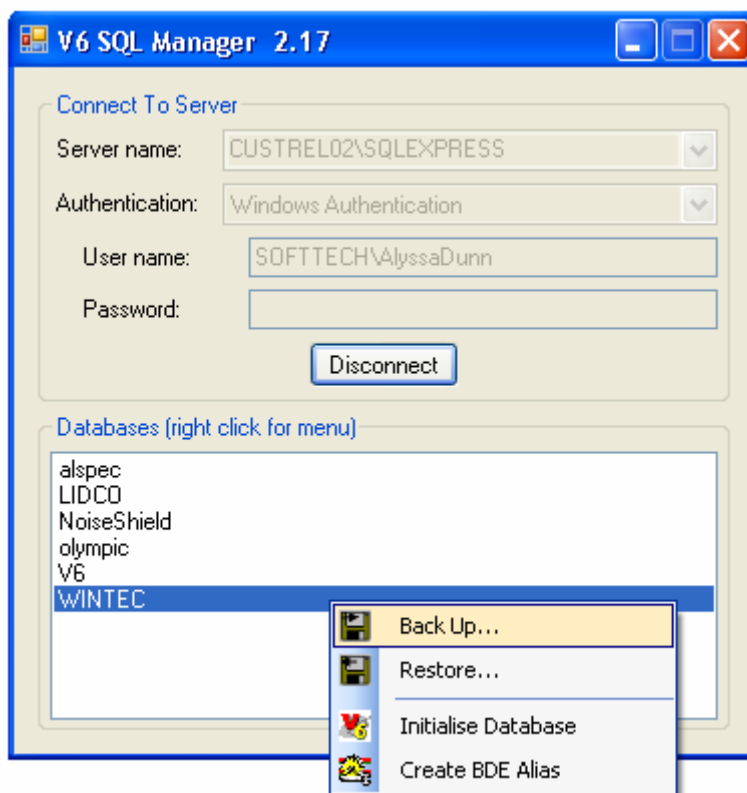 V6 SQL Manager 2.17
Connect To Server
Server name: CUSTREL02\SQLEXPRESS
Authentication: Windows Authentication
User name: SOFTTECH\AlyssaDunn
Password:
Disconnect
Databases (right click for menu)
alspec
LIDCO
NoiseShield
olympic
V6
WINTEC
Back Up...
Restore...
Initialise Database
Create BDE Alias